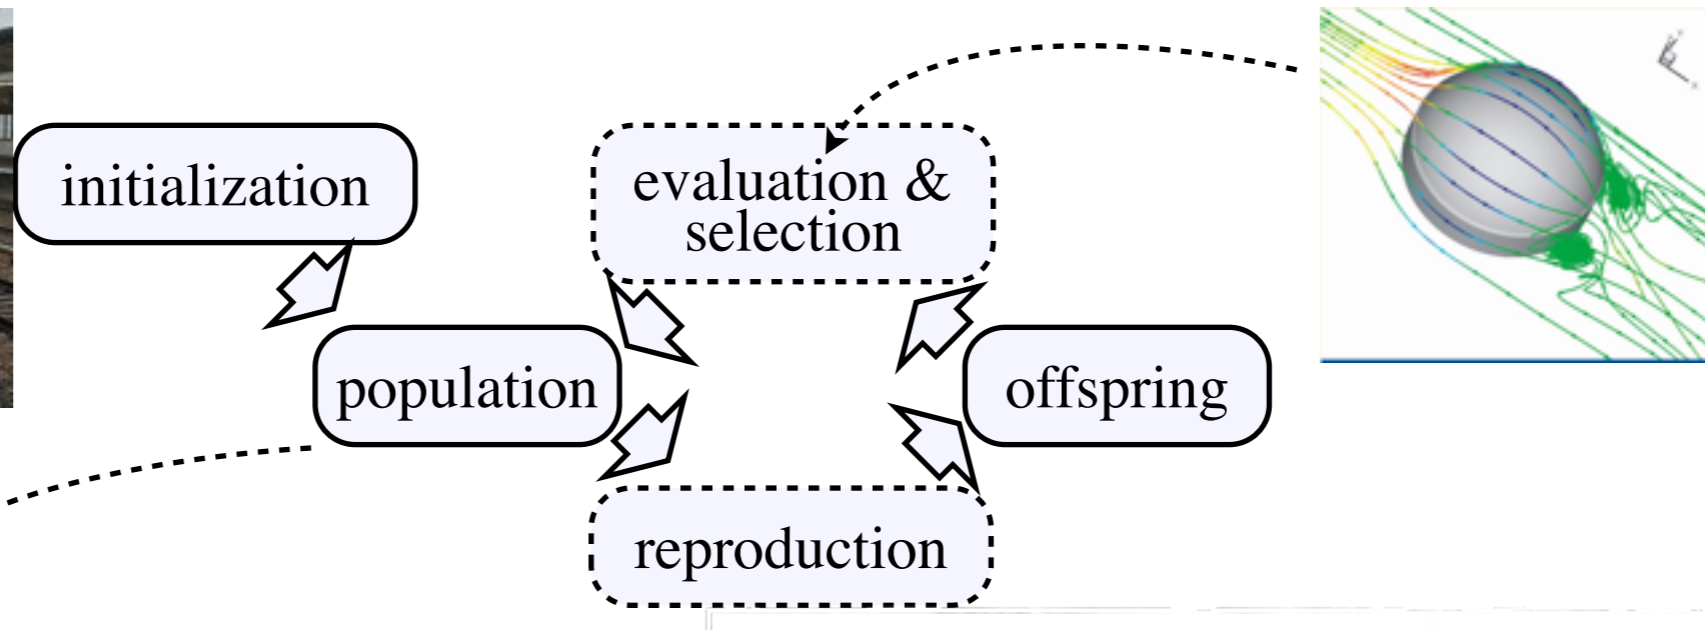 initialization
evaluation &
selection
population
offspring
reproduction